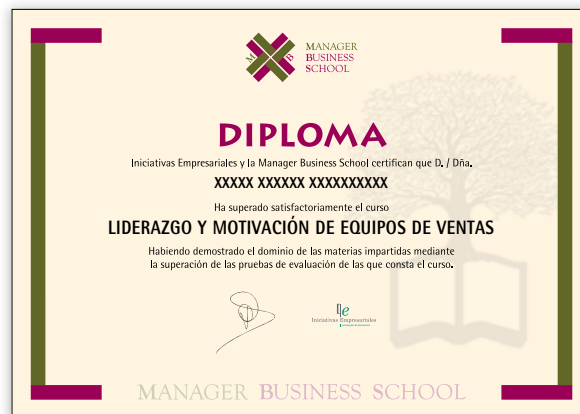 M B
MANAGER
BUSINESS
SCHOOL
DIPLOMA
Iniciativas Empresariales y la Manager Business School certifican que D. / Dña.
XXXXX XXXXXX XXXXXXXXXX
Ha superado satisfactoriamente el curso
LIDERAZGO Y MOTIVACIÓN DE EQUIPOS DE VENTAS
Habiendo demostrado el dominio de las materias impartidas mediante
la superación de las pruebas de evaluación de las que consta el curso.
Iniciativas Empresariales
MANAGER BUSINESS SCHOOL